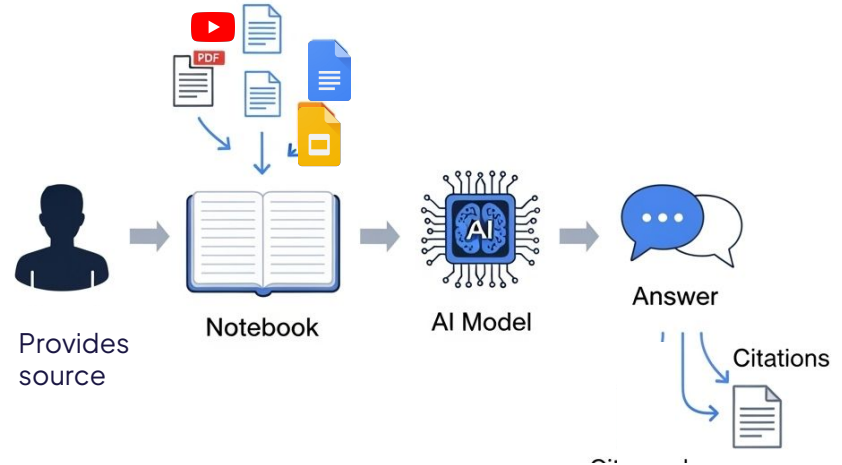 PDF
AI
Notebook
AI Model
Answer
Provides
source
Citations